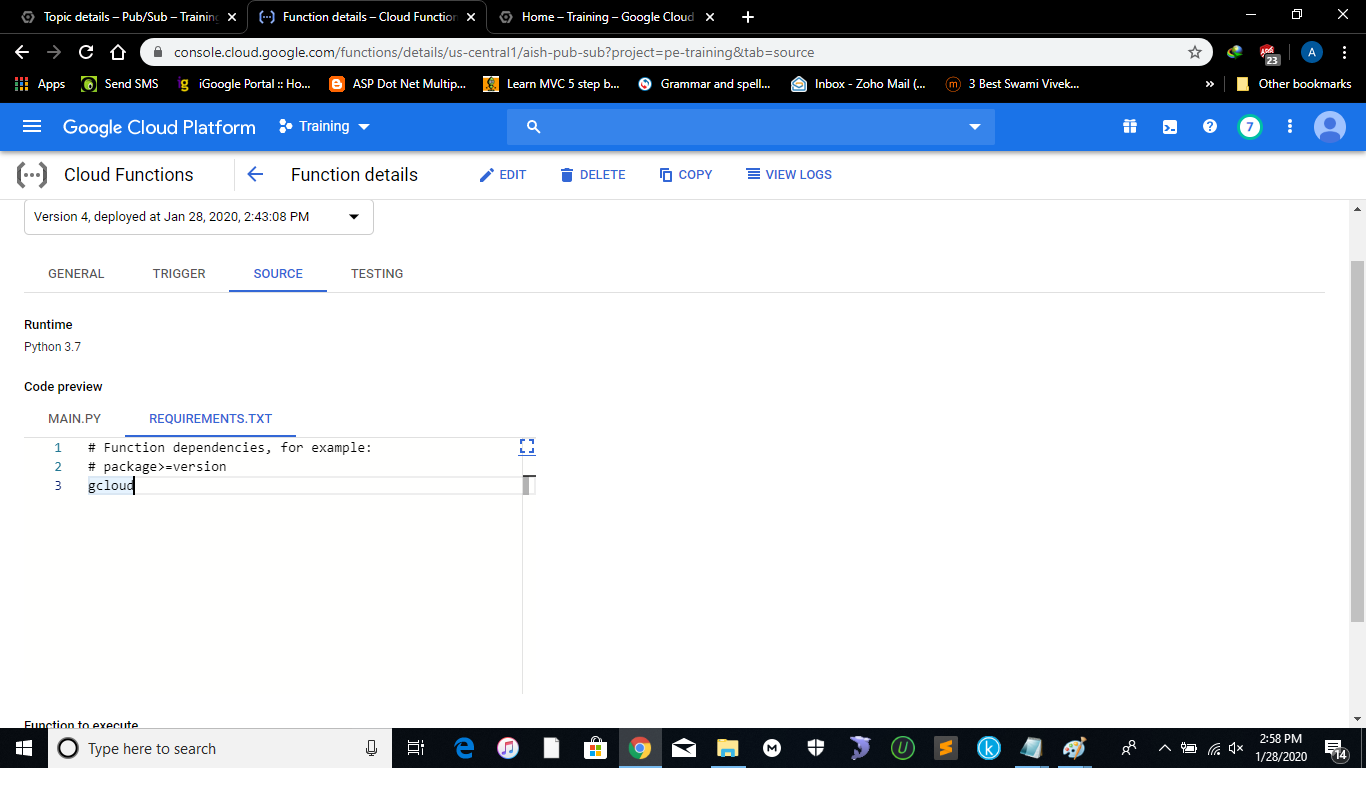 Topic details – Pub/Sub – Training
Function details – Cloud Function
Home – Training – Google Cloud
console.cloud.google.com/functions/details/us-central1/aish-pub-sub?project=pe-training&tab=source
23
A
Apps
Send SMS
iGoogle Portal :: Ho...
ASP Dot Net Multip...
Learn MVC 5 step b...
Grammar and spell...
Inbox - Zoho Mail (...
3 Best Swami Vivek...
»
Other bookmarks
Google Cloud Platform
Training
7
Cloud Functions
Function details
EDIT
DELETE
COPY
VIEW LOGS
Version 4, deployed at Jan 28, 2020, 2:43:08 PM
GENERAL
TRIGGER
SOURCE
TESTING
Runtime
Python 3.7
Code preview
MAIN.PY
REQUIREMENTS.TXT
1 # Function dependencies, for example:
2 # package>=version
3 gcloud
Function to execute
Type here to search
2:58 PM
1/28/2020
14